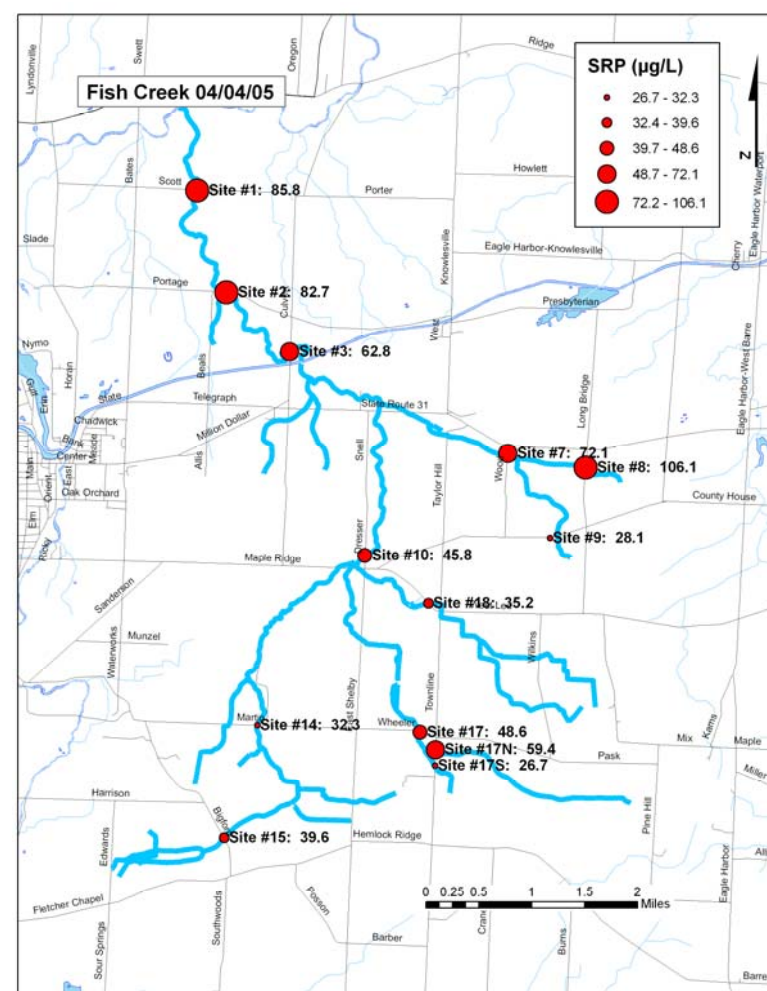 Lyndonville
Swett
Oregon
Ridge
Fish Creek 04/04/05
SRP (µg/L)
26.7 - 32.3
32.4 - 39.6
39.7 - 48.6
48.7 - 72.1
72.2 - 106.1
N
Bates
Scott
Site #1: 85.8
Porter
Howlett
Knowlesville
Slade
Eagle Harbor-Knowlesville
Cherry
Eagle Harbor Waterport
Portage
Site #2: 82.7
Presbyterian
West
Nymo
Site #3: 62.8
Gulf
Erin
Horan
State
Beals
Telegraph
State Route 31
Long Bridge
Eagle Harbor-West Barre
Chadwick
Million Dollar
Bank
Center
Meade
Allis
Snell
Taylor Hill
Site #7: 72.1
Site #8: 106.1
Main
Orient
East
Oak Orchard
County House
Elm
Ricky
Dresser
Site #9: 28.1
Maple Ridge
Site #10: 45.8
Sanderson
Site #18: 35.2
Munzel
Waterworks
Wilkins
Townline
Kams
Site #14: 32.3
Wheeler
Site #17: 48.6
Mix
Maple
Site #17N: 59.4
Pask
Site #17S: 26.7
Miller
Harrison
Pine Hill
Edwards
Site #15: 39.6
Hemlock Ridge
Eagle Harbor
Fletcher Chapel
Southwoods
Posson
0 0.25 0.5 1 1.5 2
Miles
Sour Springs
Barber
Burns
Barre